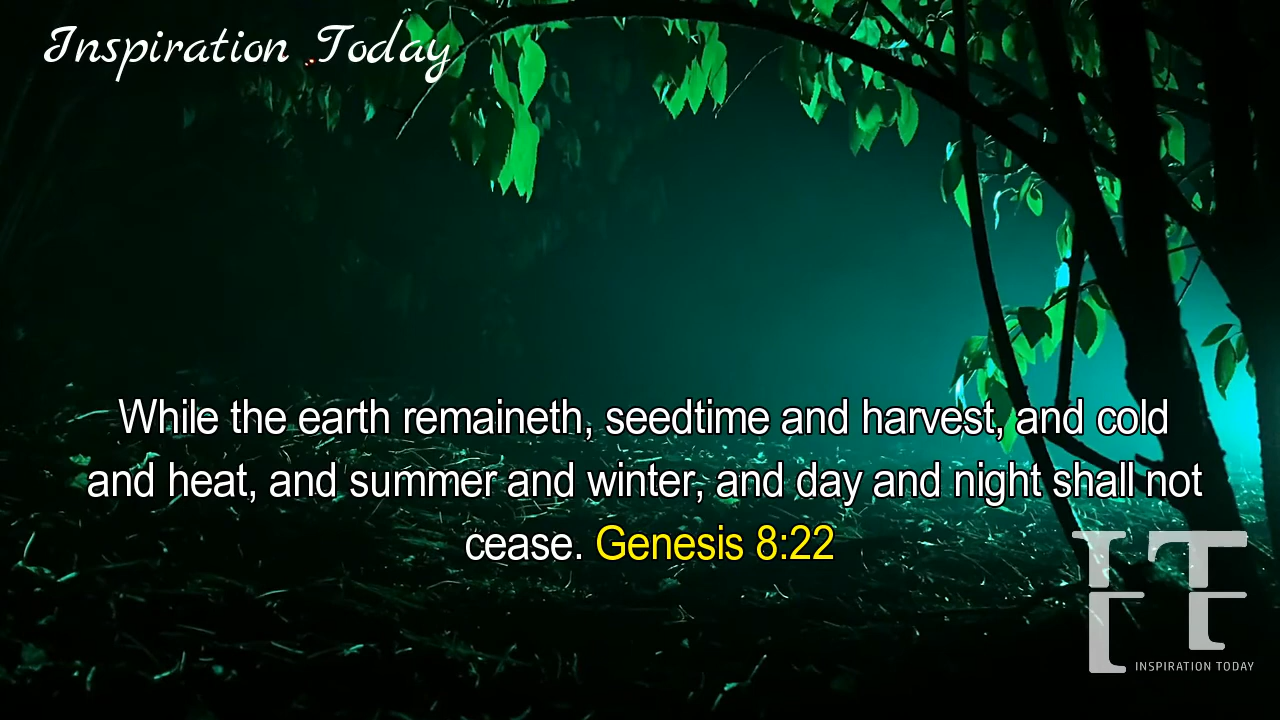 Inspiration Today
While the earth remaineth, seedtime and harvest, and cold
and heat, and summer and winter, and day and night shall not
cease. Genesis 8:22
IT
INSPIRATION TODAY